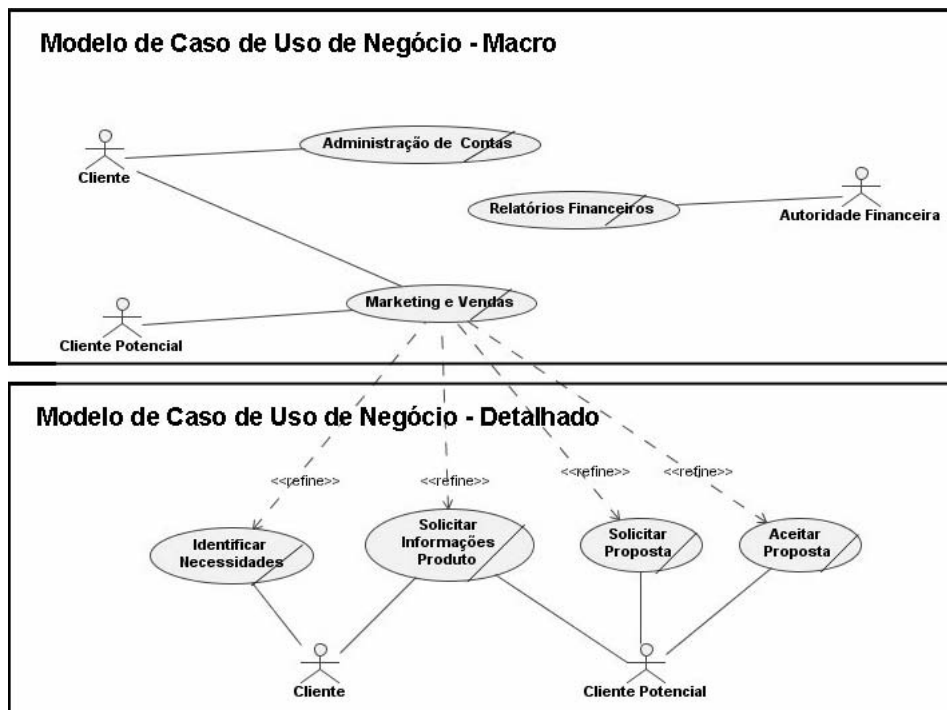 Modelo de Caso de Uso de Negócio - Macro
Administração de Contas
Cliente
Relatórios Financeiros
Autoridade Financeira
Marketing e Vendas
Cliente Potencial
Modelo de Caso de Uso de Negócio - Detalhado
<<refine>>
<<refine>>
<<refine>>
<<refine>>
Identificar
Necessidades
Solicitar
Informações
Produto
Solicitar
Proposta
Aceitar
Proposta
Cliente
Cliente Potencial